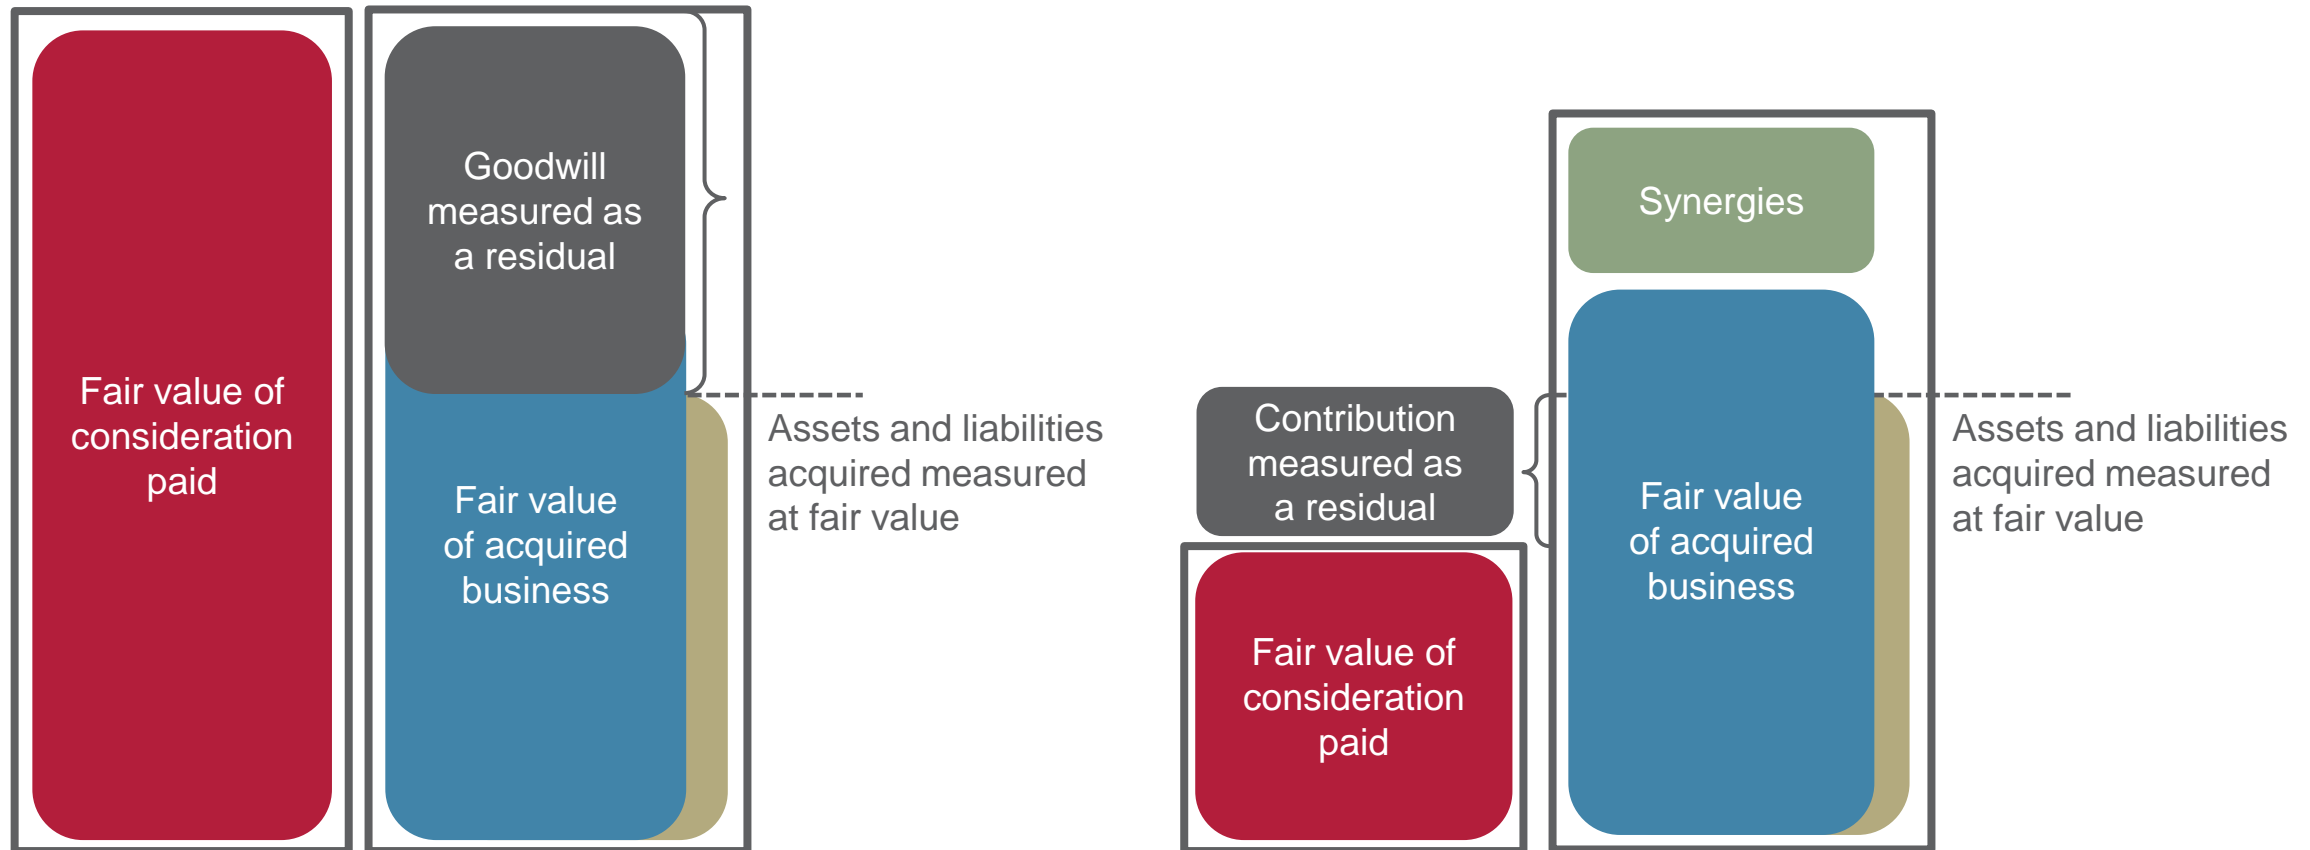 Fair value of
consideration
paid
Goodwill
measured as
a residual
Fair value
of acquired
business
Assets and liabilities
acquired measured
at fair value
Contribution
measured as
a residual
Fair value of
consideration
paid
Synergies
Fair value
of acquired
business
Assets and liabilities
acquired measured
at fair value